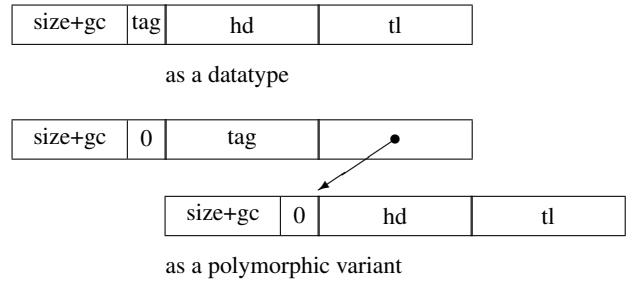 size+gc tag hd tl
as a datatype
size+gc 0 tag
size+gc 0 hd tl
as a polymorphic variant